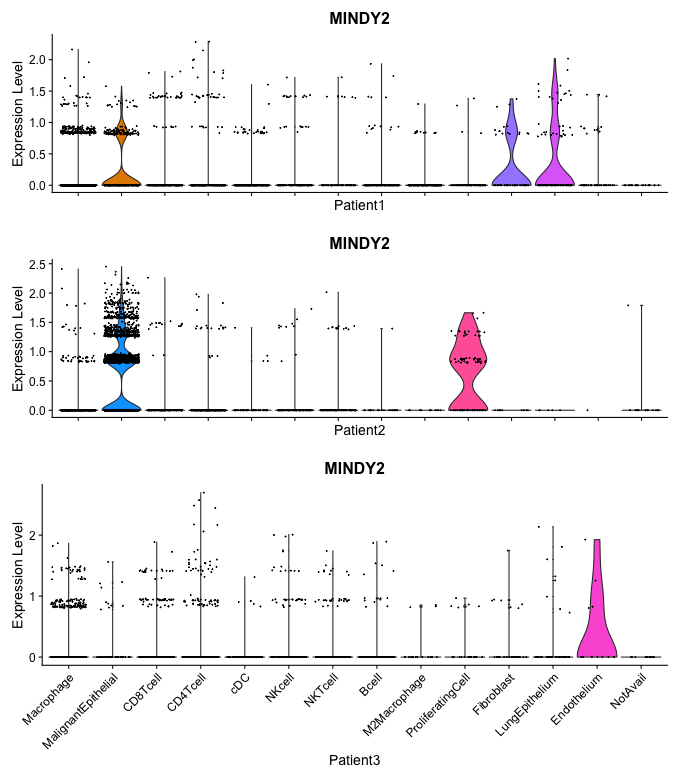 MINDY2
Expression Level
2.0
1.5
1.0
0.5
0.0
Patient1
MINDY2
Expression Level
2.5
2.0
1.5
1.0
0.5
0.0
Patient2
MINDY2
Expression Level
2
1
0
Macrophage
MalignantEpithelial
CD8Tcell
CD4Tcell
cDC
NKcell
NKTcell
Bcell
M2Macrophage
ProliferatingCell
Fibroblast
LungEpithelium
Endothelium
NotAvail
Patient3